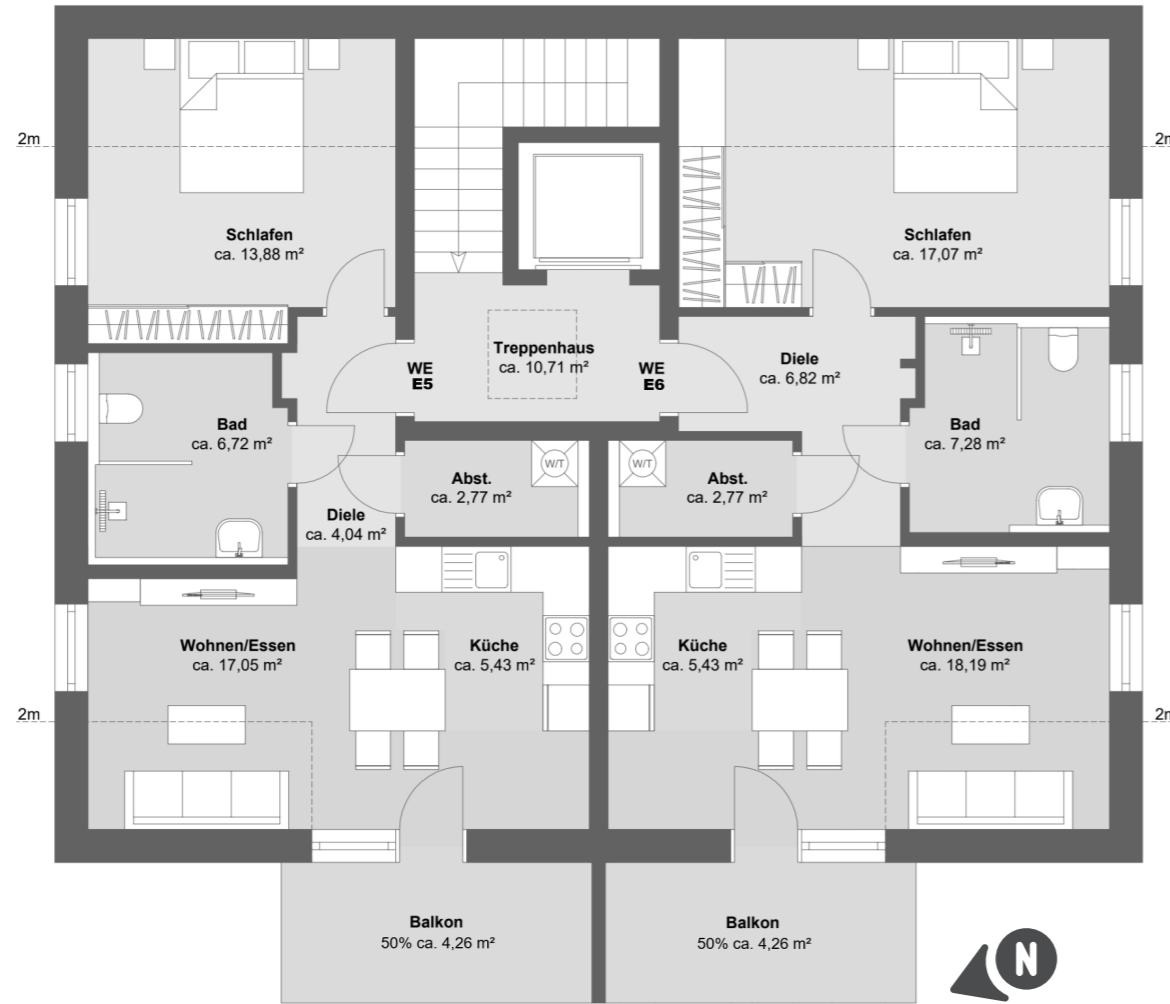 2m
2m
Schlafen
ca. 13,88 m²
Schlafen
ca. 17,07 m²
Treppenhaus
ca. 10,71 m²
WE
E5
WE
E6
Diele
ca. 6,82 m²
Bad
ca. 6,72 m²
Bad
ca. 7,28 m²
Abst.
ca. 2,77 m²
W/T
W/T
Abst.
ca. 2,77 m²
Diele
ca. 4,04 m²
Wohnen/Essen
ca. 17,05 m²
Küche
ca. 5,43 m²
Küche
ca. 5,43 m²
Wohnen/Essen
ca. 18,19 m²
2m
2m
Balkon
50% ca. 4,26 m²
Balkon
50% ca. 4,26 m²
N